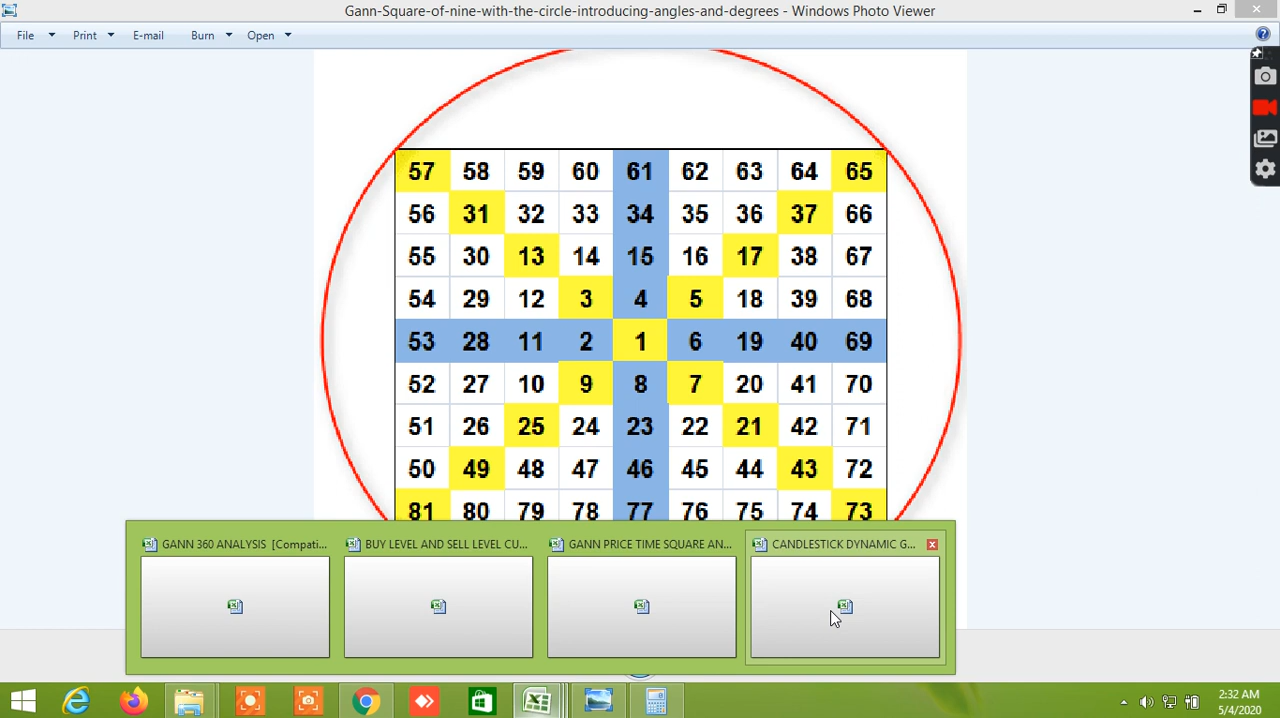 Gann-Square-of-nine-with-the-circle-introducing-angles-and-degrees - Windows Photo Viewer
File Print E-mail Burn Open
57 58 59 60 61 62 63 64 65
56 31 32 33 34 35 36 37 66
55 30 13 14 15 16 17 38 67
54 29 12 3 4 5 18 39 68
53 28 11 2 1 6 19 40 69
52 27 10 9 8 7 20 41 70
51 26 25 24 23 22 21 42 71
50 49 48 47 46 45 44 43 72
81 80 79 78 77 76 75 74 73
GANN 360 ANALYSIS [Compati... BUY LEVEL AND SELL LEVEL CU... GANN PRICE TIME SQUARE AN... CANDLESTICK DYNAMIC G...
2:32 AM
5/4/2020